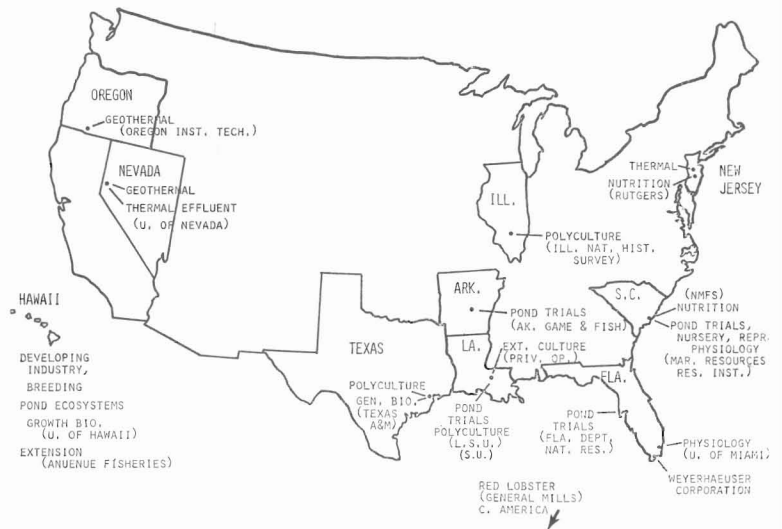 OREGON
GEOTHERMAL
(OREGON INST. TECH.)
NEVADA
GEOTHERMAL
THERMAL EFFLUENT
(U. OF NEVADA)
HAWAII
DEVELOPING
INDUSTRY,
BREEDING
POND ECOSYSTEMS
GROWTH BIO.
(U. OF HAWAII)
EXTENSION
(ANUENUE FISHERIES)
TEXAS
POLYCULTURE
GEN. BIO.
(TEXAS
A&M)
ILL.
POLYCULTURE
(ILL. NAT. HIST.
SURVEY)
ARK.
POND TRIALS
(AK. GAME & FISH)
LA.
EXT. CULTURE
(PRIV. OP.)
POND
TRIALS
POLYCULTURE
(L.S.U.)
(S.U.)
THERMAL
NUTRITION
(RUTGERS)
NEW
JERSEY
S.C.
(NMFS)
NUTRITION
POND TRIALS,
NURSERY, REPR.
PHYSIOLOGY
(MAR. RESOURCES
RES. INST.)
FLA.
POND
TRIALS
(FLA. DEPT,
NAT. RES.)
PHYSIOLOGY
(U. OF MIAMI)
WEYERHAEUSER
CORPORATION
RED LOBSTER
(GENERAL MILLS)
C. AMERICA